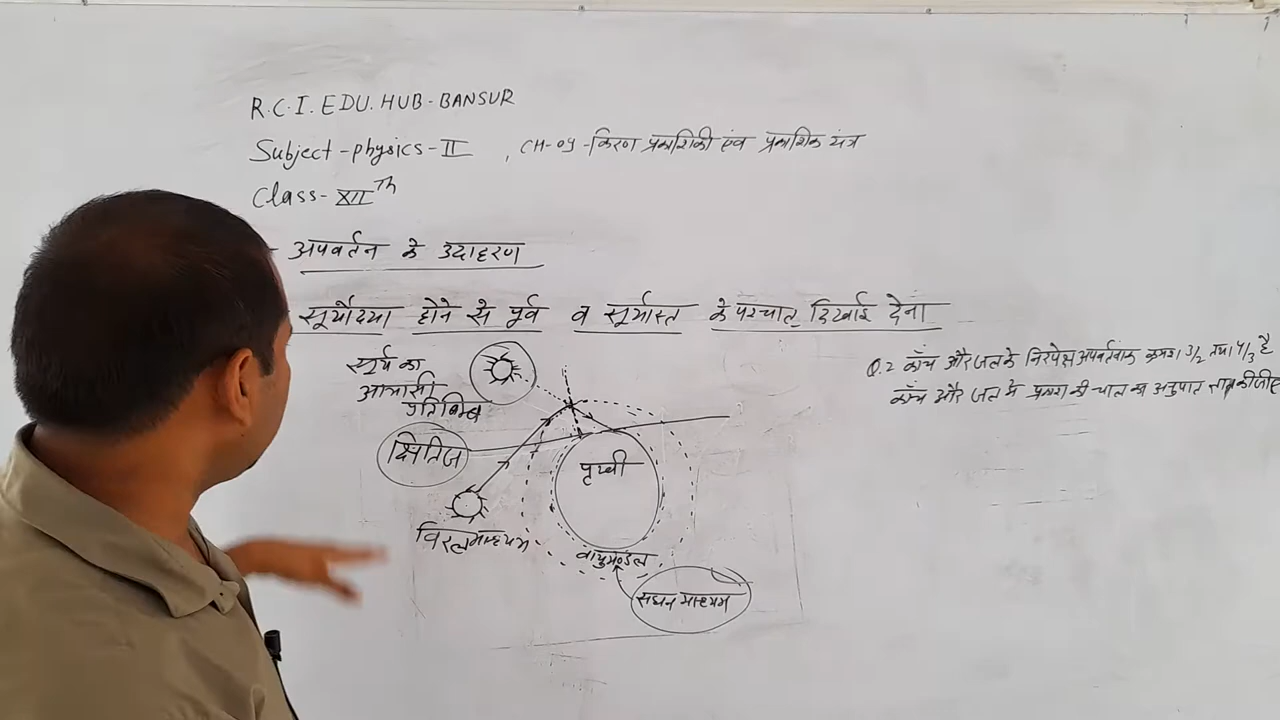 R.C.I. EDU. HUB - BANSUR
Subject - physics - II , CH-09 - किरण प्रकाशिकी एंव प्रकाशिक यंत्र
Class - XII Th
अपवर्तन के उदाहरण
सूर्योदया होने से पूर्व व सूर्यास्त के पश्चात् दिखाई देना
सूर्य का
आभासी
प्रतिबिम्ब
क्षितिज
पृथ्वी
विरल माध्यम
वायुमण्डल
सघन माध्यम
Q.2 काँच और जल के निरपेक्ष अपवर्तनांक क्रमशः 3/2 तथा 4/3 है
काँच और जल में प्रकाश की चाल का अनुपात ज्ञात कीजीए